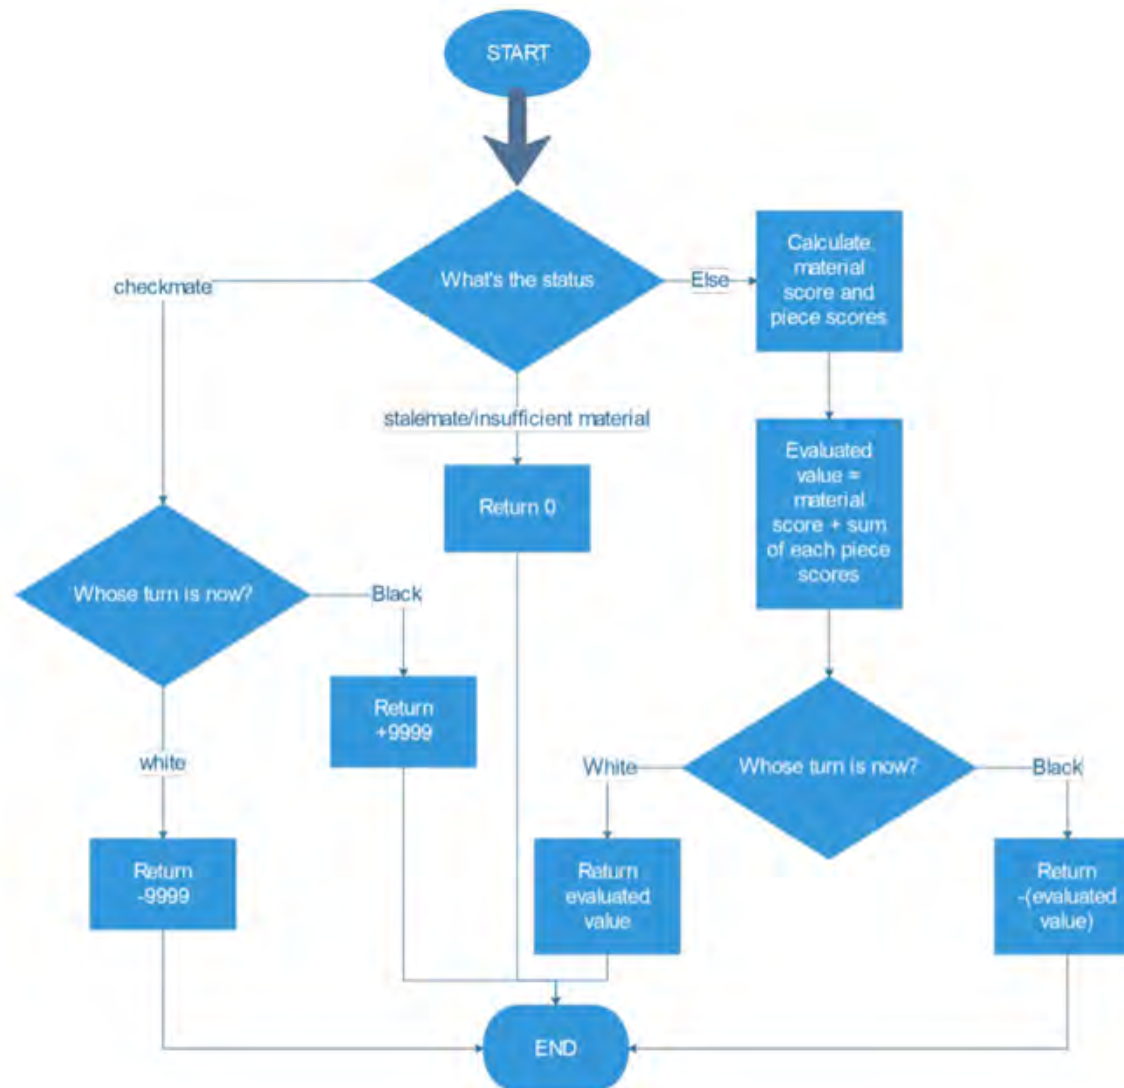 START
What's the status
checkmate
Else
Calculate
material
score and
piece scores
stalemate/insufficient material
Return 0
Evaluated
value =
material
score + sum
of each piece
scores
Whose turn is now?
Black
Return
+9999
white
Return
-9999
Whose turn is now?
White
Black
Return
evaluated
value
Return
-(evaluated
value)
END